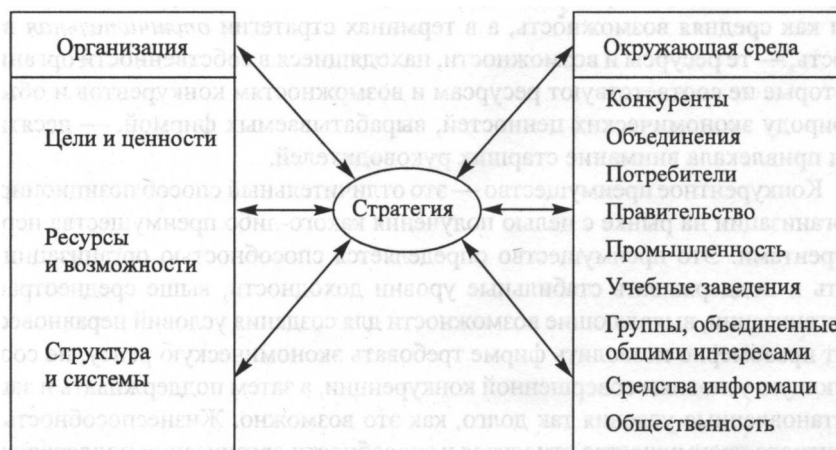 Организация
Цели и ценности
Ресурсы
и возможности
Структура
и системы
Стратегия
Окружающая среда
Конкуренты
Объединения
Потребители
Правительство
Промышленность
Учебные заведения
Группы, объединенные
общими интересами
Средства информаци
Общественность